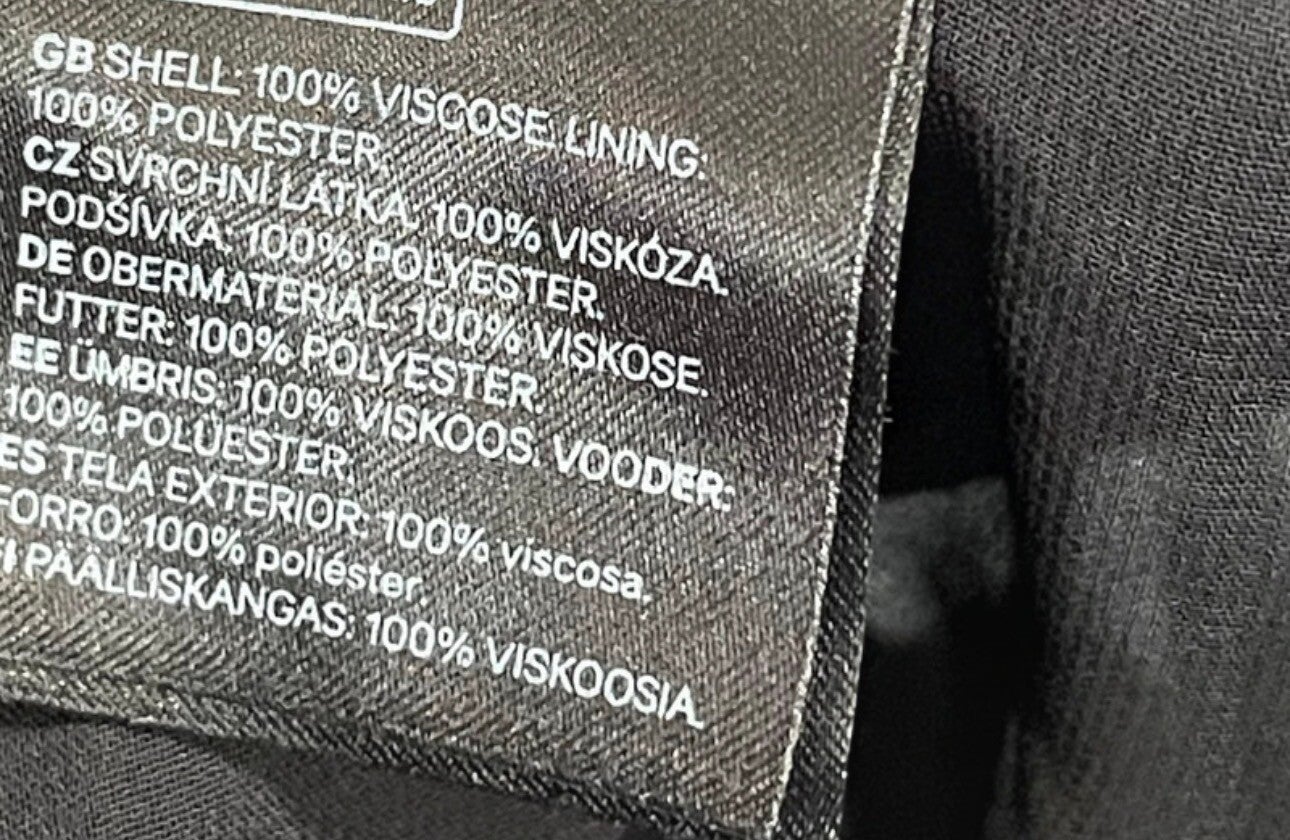 GB SHELL: 100% VISCOSE. LINING:
100% POLYESTER.
CZ SVRCHNÍ LÁTKA: 100% VISKÓZA.
PODŠÍVKA: 100% POLYESTER.
DE OBERMATERIAL: 100% VISKOSE.
FUTTER: 100% POLYESTER.
EE ÜMBRIS: 100% VISKOOS. VOODER:
100% POLÜESTER.
ES TELA EXTERIOR: 100% viscosa.
FORRO: 100% poliéster.
FI PÄÄLLISKANGAS: 100% VISKOOSIA.